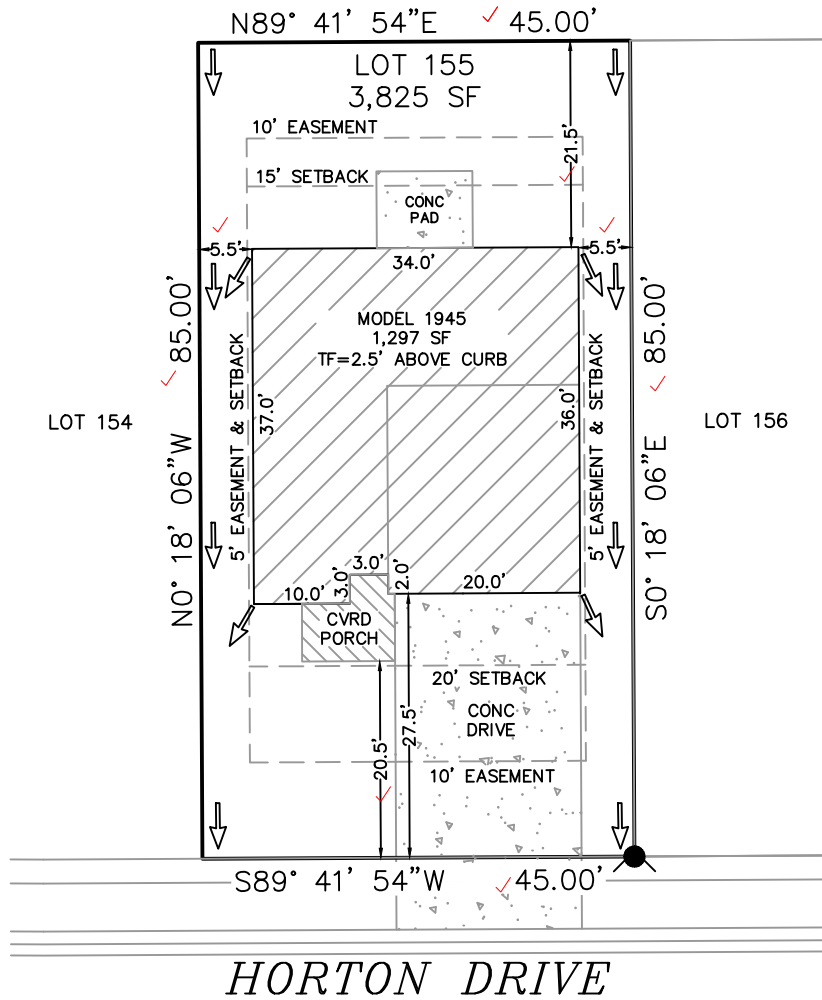 N89° 41' 54"E 45.00'
LOT 155
3,825 SF
10' EASEMENT
21.5'
15' SETBACK
CONC
PAD
5.5'
5.5'
34.0'
MODEL 1945
1,297 SF
TF=2.5' ABOVE CURB
N0° 18' 06"W 85.00'
S0° 18' 06"E 85.00'
5' EASEMENT & SETBACK
5' EASEMENT & SETBACK
37.0'
36.0'
LOT 154
LOT 156
3.0'
3.0'
2.0'
10.0'
20.0'
CVRD
PORCH
20' SETBACK
CONC
DRIVE
20.5'
27.5'
10' EASEMENT
S89° 41' 54"W 45.00'
HORTON DRIVE